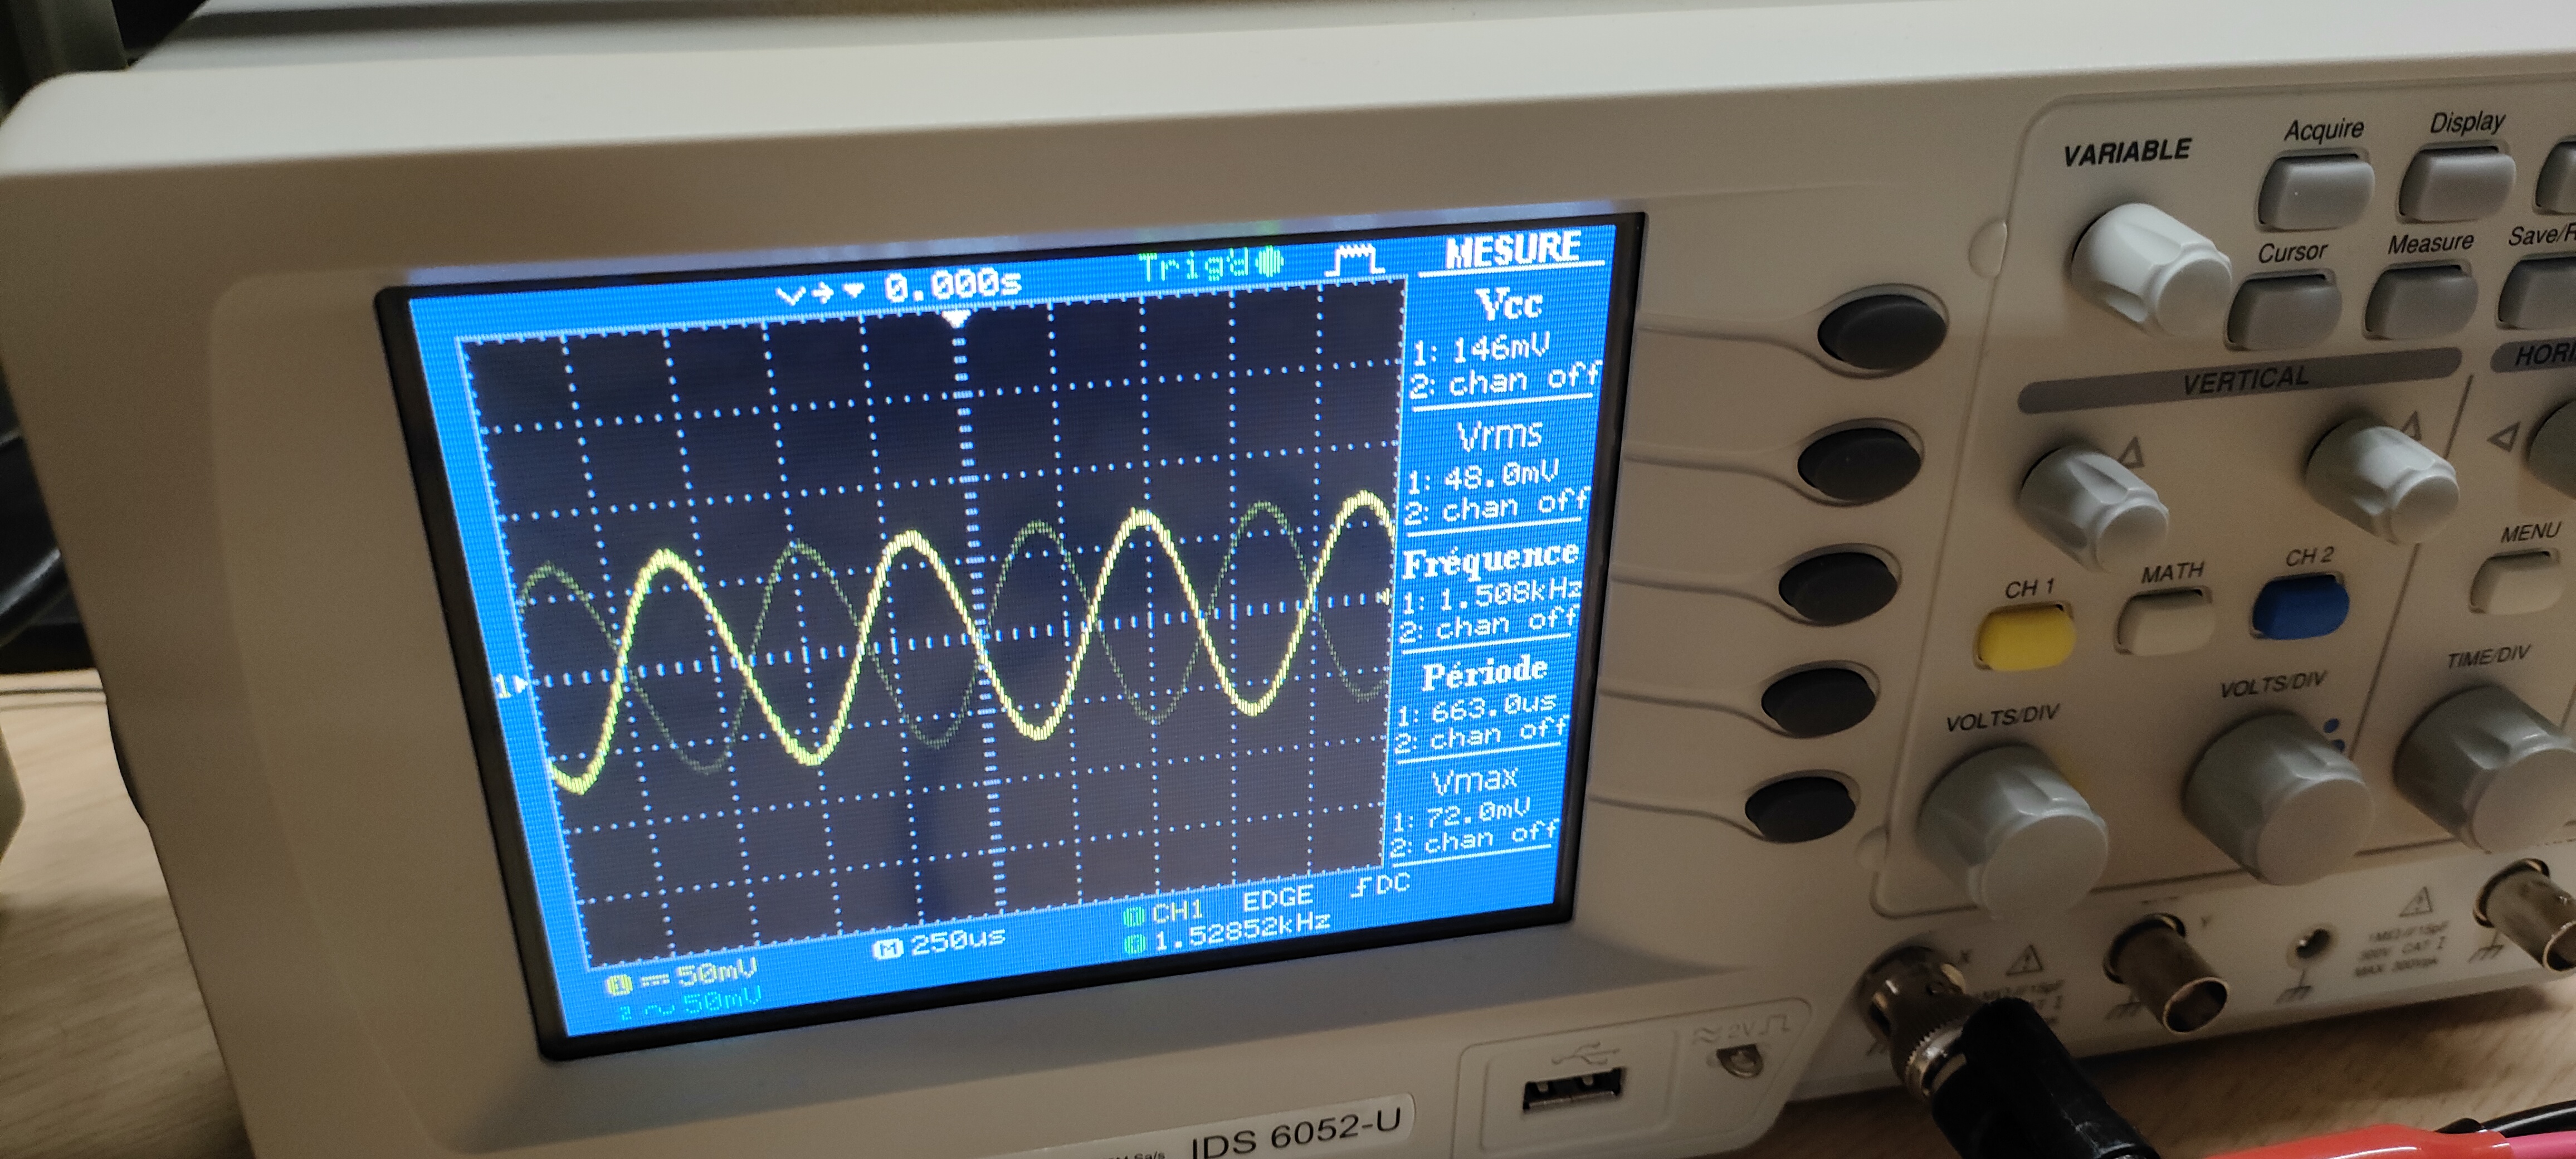 0.000s
Trig'd
MESURE
Vcc
1: 146mV
2: chan off
Vrms
1: 48.0mV
2: chan off
Fréquence
1: 1.508kHz
2: chan off
Période
1: 663.0us
2: chan off
Vmax
1: 72.0mV
2: chan off
1
1 50mV
2 50mV
M 250us
CH1 EDGE DC
1.52852kHz
VARIABLE
Acquire
Display
Cursor
Measure
VERTICAL
CH 1
MATH
CH 2
MENU
VOLTS/DIV
VOLTS/DIV
TIME/DIV
X
Y
300V CAT I
2V
IDS 6052-U